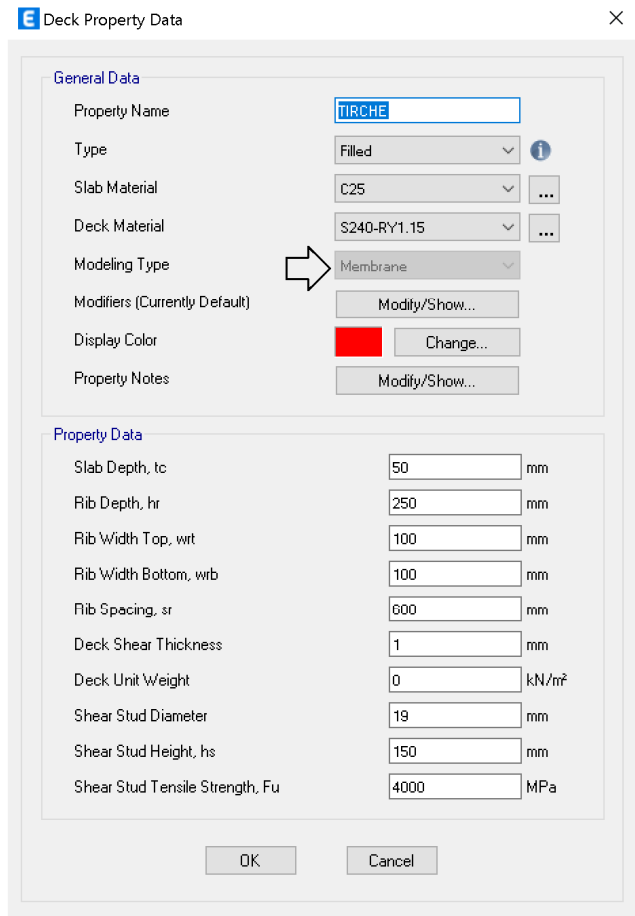 E Deck Property Data
General Data
Property Name TIRCHE
Type Filled
Slab Material C25 ...
Deck Material S240-RY1.15 ...
Modeling Type Membrane
Modifiers (Currently Default) Modify/Show...
Display Color Change...
Property Notes Modify/Show...
Property Data
Slab Depth, tc 50 mm
Rib Depth, hr 250 mm
Rib Width Top, wrt 100 mm
Rib Width Bottom, wrb 100 mm
Rib Spacing, sr 600 mm
Deck Shear Thickness 1 mm
Deck Unit Weight 0 kN/m²
Shear Stud Diameter 19 mm
Shear Stud Height, hs 150 mm
Shear Stud Tensile Strength, Fu 4000 MPa
OK Cancel